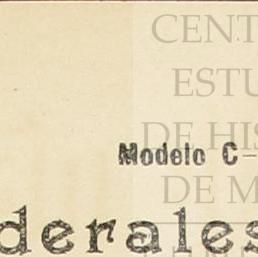 CENT
ESTU
DE HIS
DE M
Modelo C-
derales